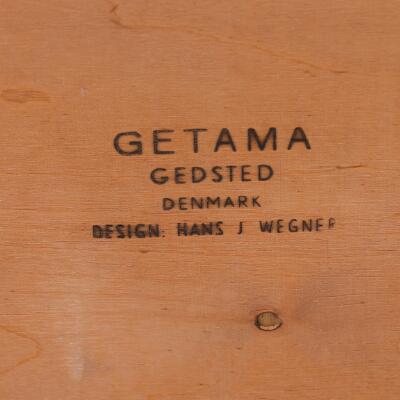 GETAMA
GEDSTED
DENMARK
DESIGN: HANS J WEGNER